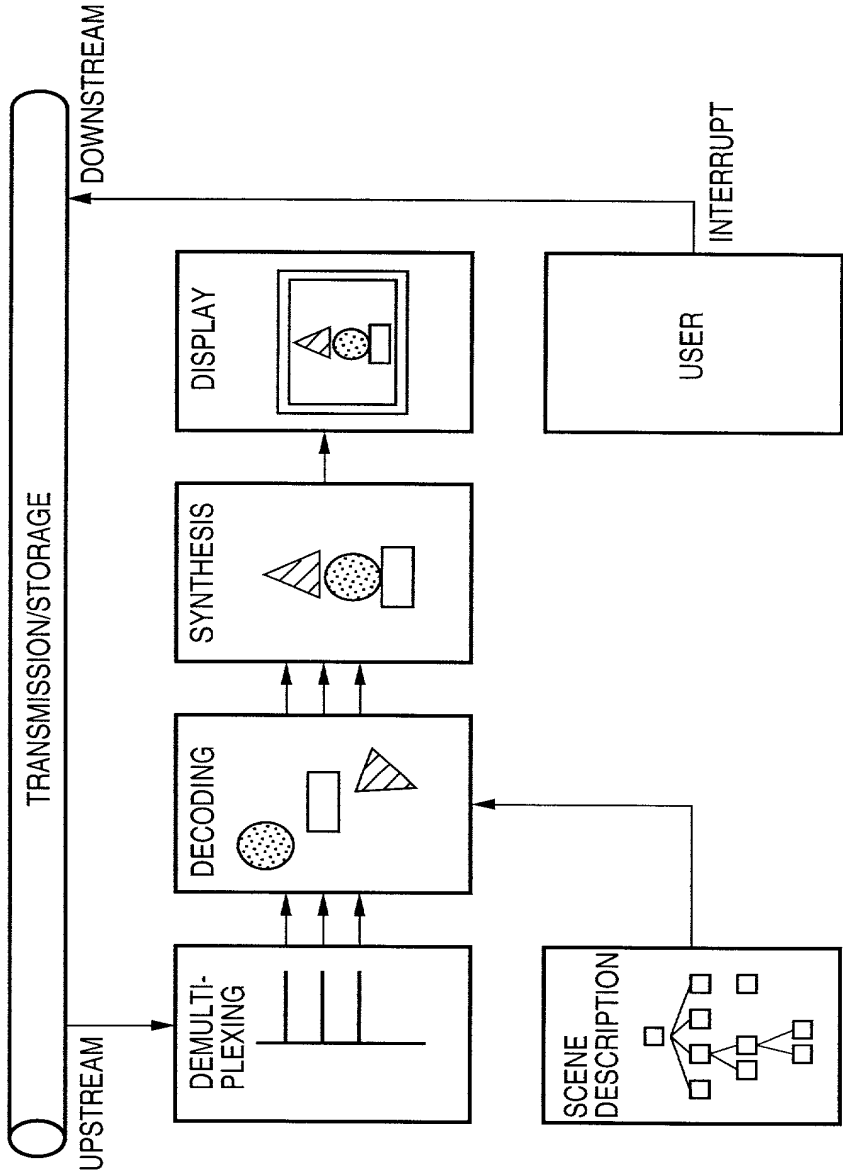 TRANSMISSION/STORAGE
UPSTREAM
DOWNSTREAM
DEMULTI-
PLEXING
DECODING
SYNTHESIS
DISPLAY
SCENE
DESCRIPTION
USER
INTERRUPT